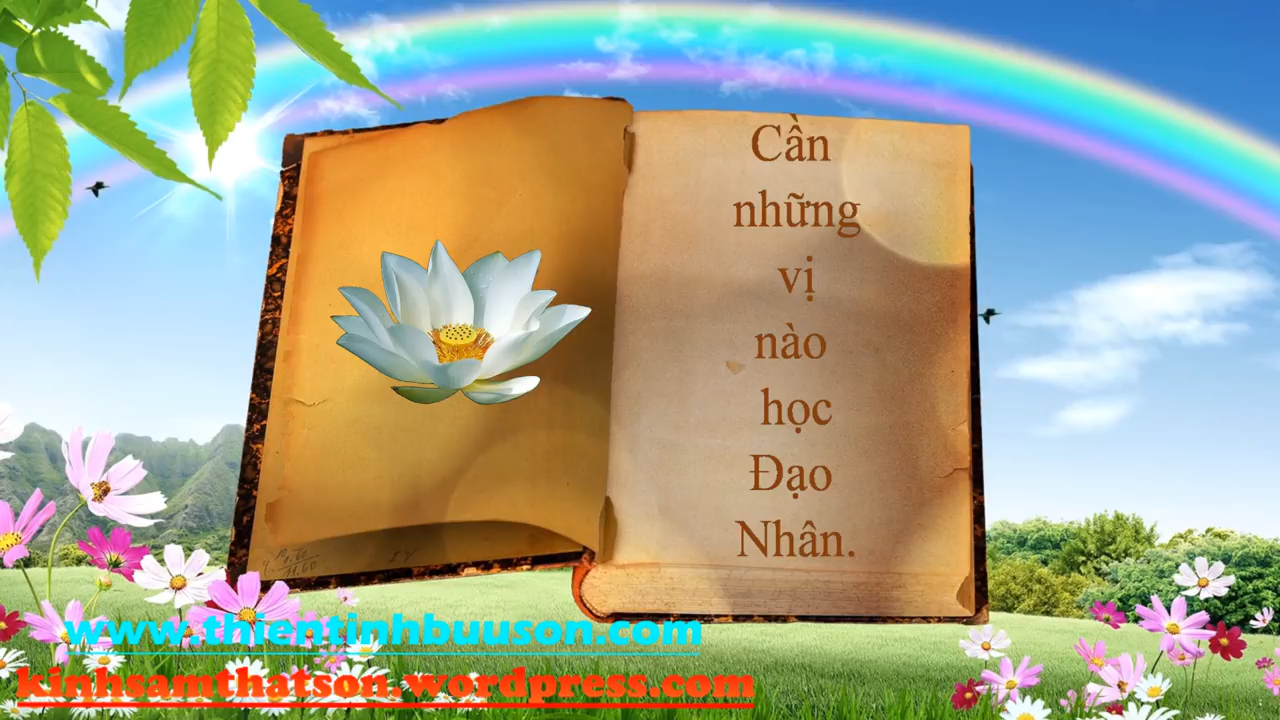 Cần
những
vị
nào
học
Đạo
Nhân.
www.thientinhbuuson.com
kinhsamthatson.wordpress.com